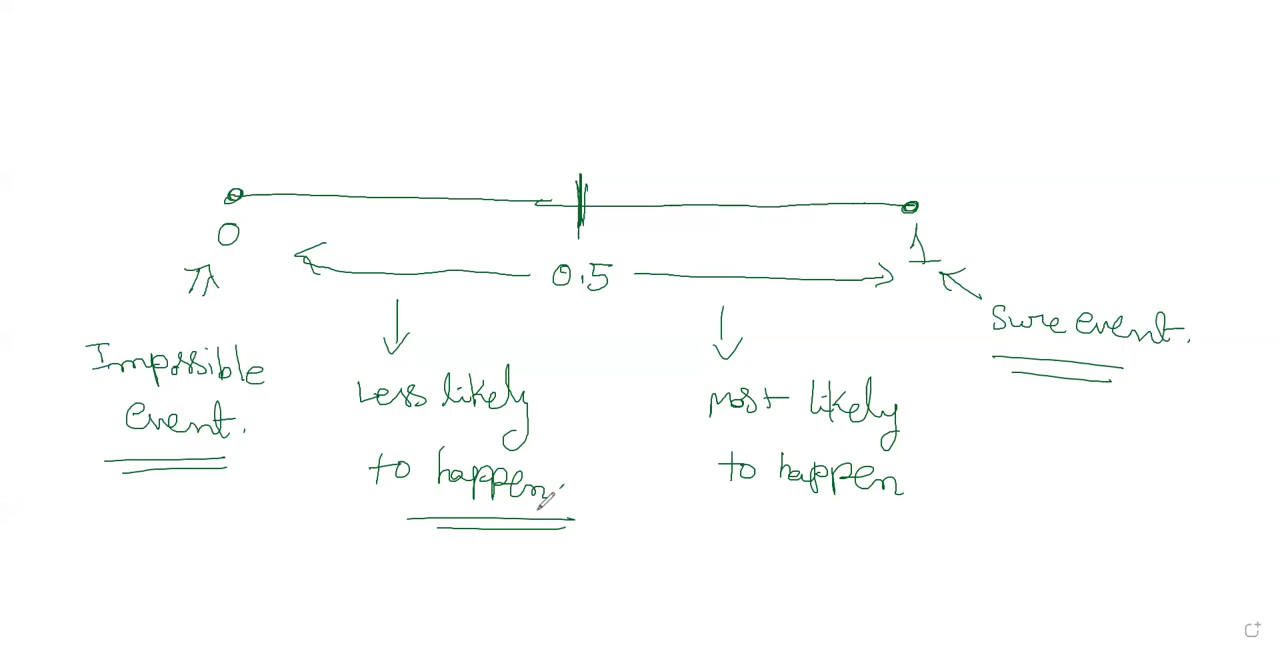 0
0.5
1
Impossible
event.
Less likely
to happen.
Most likely
to happen
Sure event.